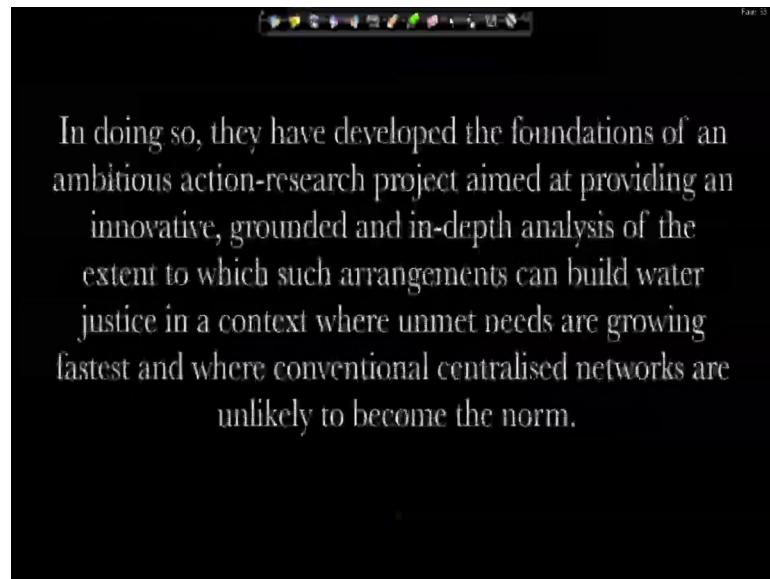 In doing so, they have developed the foundations of an
ambitious action-research project aimed at providing an
innovative, grounded and in-depth analysis of the
extent to which such arrangements can build water
justice in a context where unmet needs are growing
fastest and where conventional centralised networks are
unlikely to become the norm.